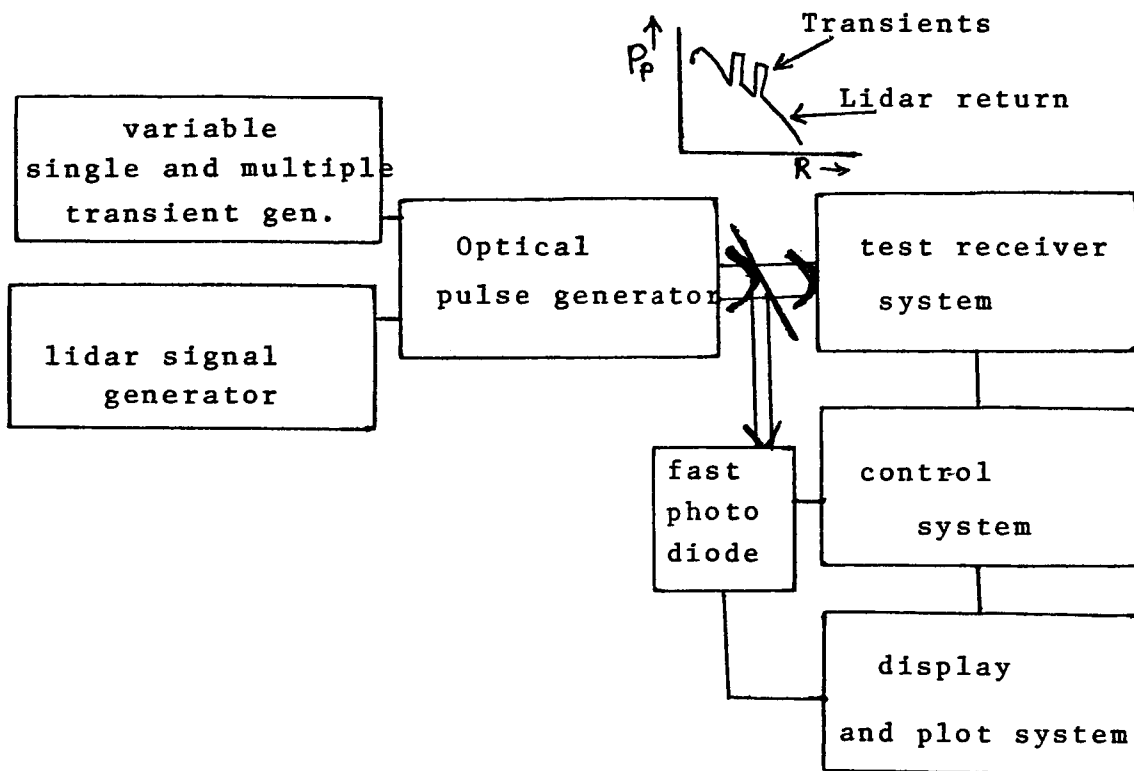 Transients
Pp
Lidar return
R
variable
single and multiple
transient gen.
Optical
pulse generator
test receiver
system
lidar signal
generator
fast
photo
diode
control
system
display
and plot system